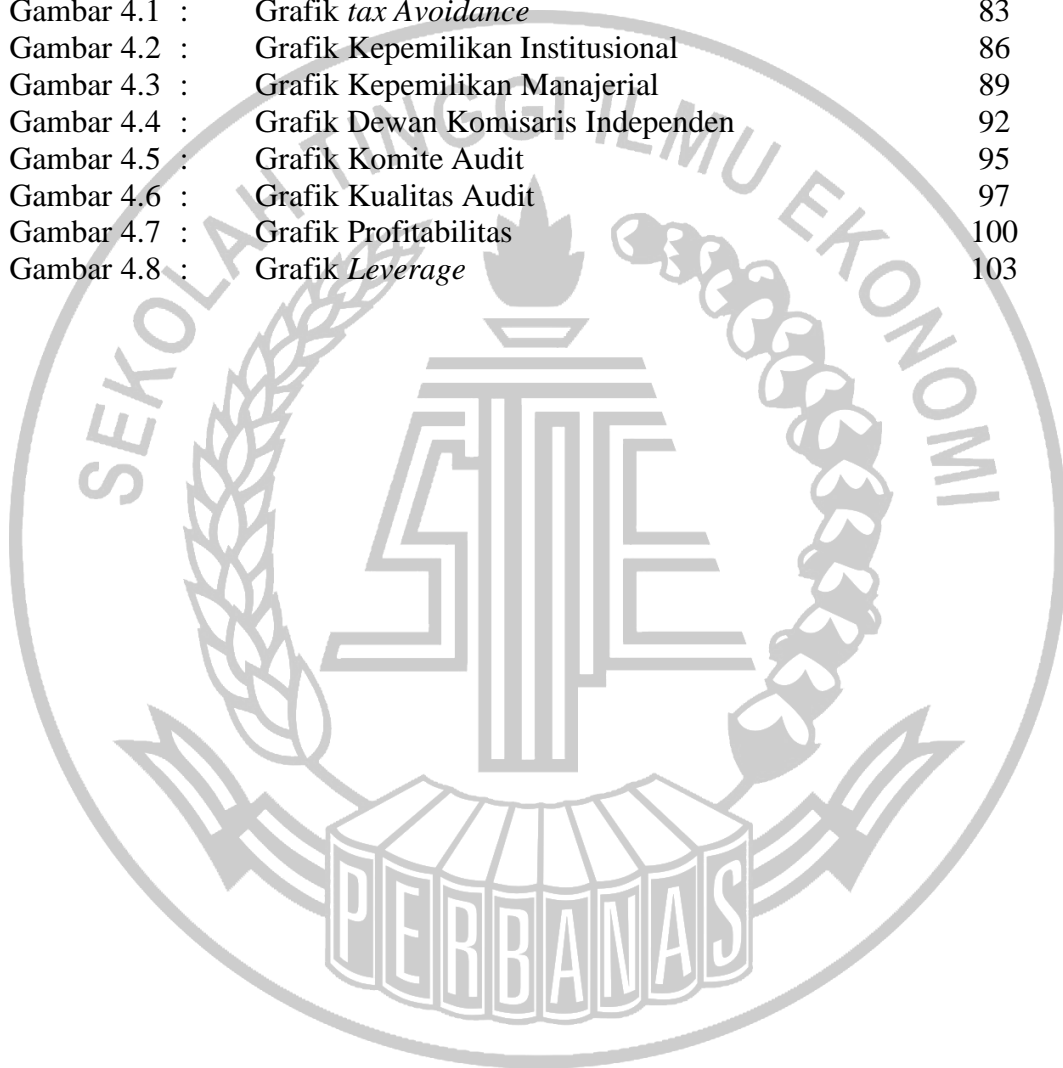 Gambar 4.1 : Grafik tax Avoidance 83
Gambar 4.2 : Grafik Kepemilikan Institusional 86
Gambar 4.3 : Grafik Kepemilikan Manajerial 89
Gambar 4.4 : Grafik Dewan Komisaris Independen 92
Gambar 4.5 : Grafik Komite Audit 95
Gambar 4.6 : Grafik Kualitas Audit 97
Gambar 4.7 : Grafik Profitabilitas 100
Gambar 4.8 : Grafik Leverage 103
SEKOLAH TINGGI ILMU EKONOMI
STIE
PERBANAS